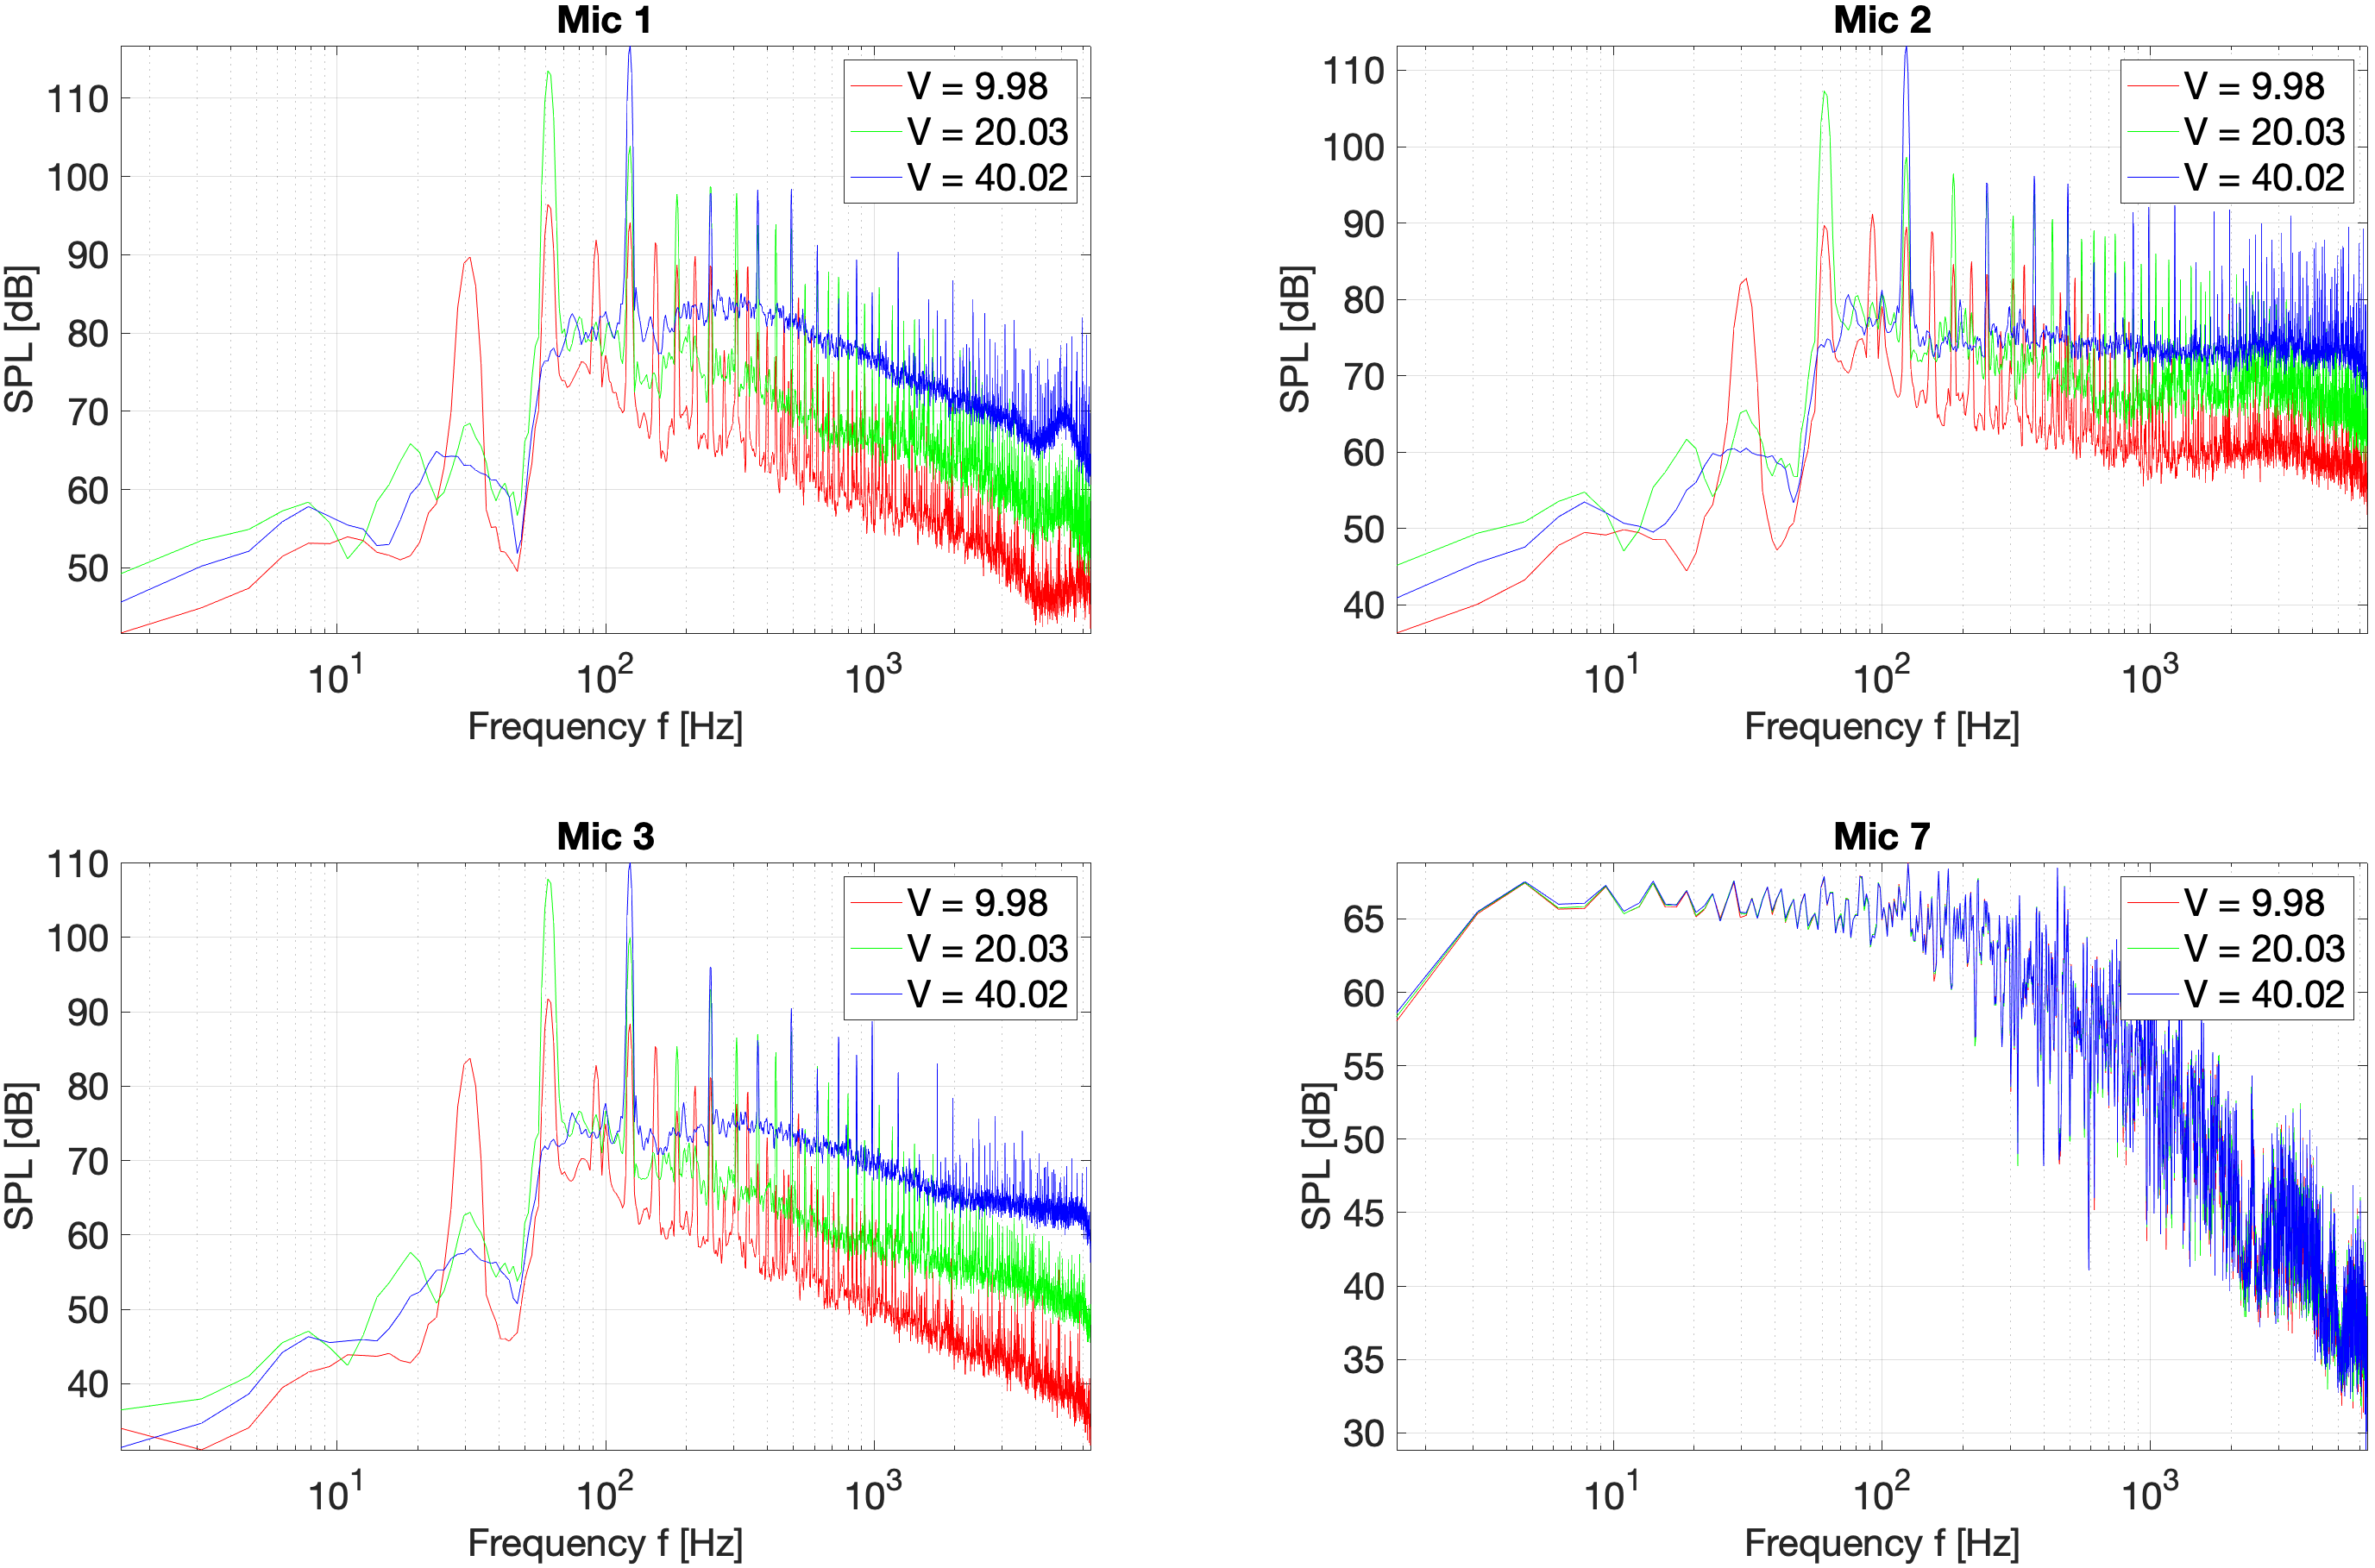 Mic 1
SPL [dB]
110
100
90
80
70
60
50
V = 9.98
V = 20.03
V = 40.02
10^1
10^2
10^3
Frequency f [Hz]
Mic 2
SPL [dB]
110
100
90
80
70
60
50
40
V = 9.98
V = 20.03
V = 40.02
10^1
10^2
10^3
Frequency f [Hz]
Mic 3
SPL [dB]
110
100
90
80
70
60
50
40
V = 9.98
V = 20.03
V = 40.02
10^1
10^2
10^3
Frequency f [Hz]
Mic 7
SPL [dB]
65
60
55
50
45
40
35
30
V = 9.98
V = 20.03
V = 40.02
10^1
10^2
10^3
Frequency f [Hz]